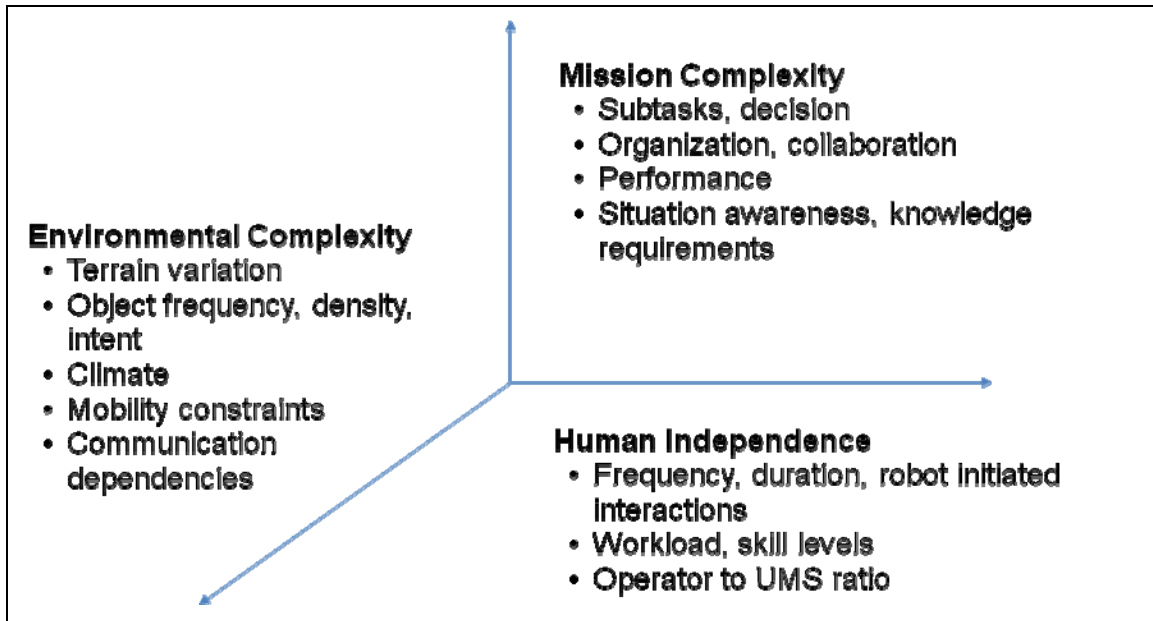 Mission Complexity
• Subtasks, decision
• Organization, collaboration
• Performance
• Situation awareness, knowledge
requirements
Environmental Complexity
• Terrain variation
• Object frequency, density,
intent
• Climate
• Mobility constraints
• Communication
dependencies
Human Independence
• Frequency, duration, robot initiated
interactions
• Workload, skill levels
• Operator to UMS ratio